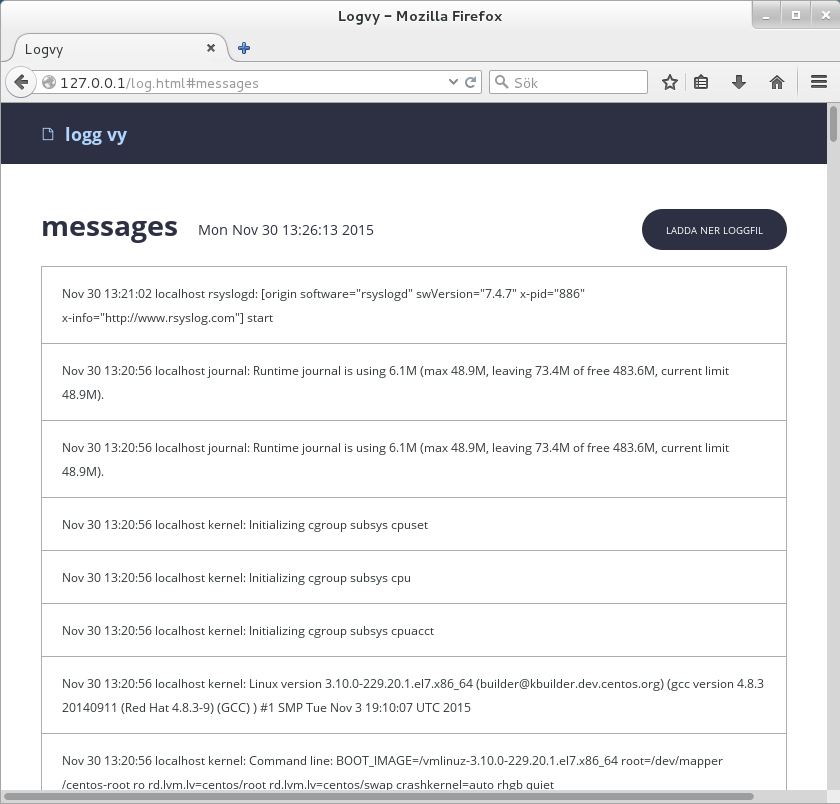 Logvy - Mozilla Firefox
Logvy
127.0.0.1/log.html#messages
Sök
logg vy
messages
Mon Nov 30 13:26:13 2015
LADDA NER LOGGFIL
Nov 30 13:21:02 localhost rsyslogd: [origin software="rsyslogd" swVersion="7.4.7" x-pid="886"
x-info="http://www.rsyslog.com"] start
Nov 30 13:20:56 localhost journal: Runtime journal is using 6.1M (max 48.9M, leaving 73.4M of free 483.6M, current limit
48.9M).
Nov 30 13:20:56 localhost journal: Runtime journal is using 6.1M (max 48.9M, leaving 73.4M of free 483.6M, current limit
48.9M).
Nov 30 13:20:56 localhost kernel: Initializing cgroup subsys cpuset
Nov 30 13:20:56 localhost kernel: Initializing cgroup subsys cpu
Nov 30 13:20:56 localhost kernel: Initializing cgroup subsys cpuacct
Nov 30 13:20:56 localhost kernel: Linux version 3.10.0-229.20.1.el7.x86_64 (builder@kbuilder.dev.centos.org) (gcc version 4.8.3
20140911 (Red Hat 4.8.3-9) (GCC) ) #1 SMP Tue Nov 3 19:10:07 UTC 2015
Nov 30 13:20:56 localhost kernel: Command line: BOOT_IMAGE=/vmlinuz-3.10.0-229.20.1.el7.x86_64 root=/dev/mapper
/centos-root ro rd.lvm.lv=centos/root rd.lvm.lv=centos/swap crashkernel=auto rhgb quiet